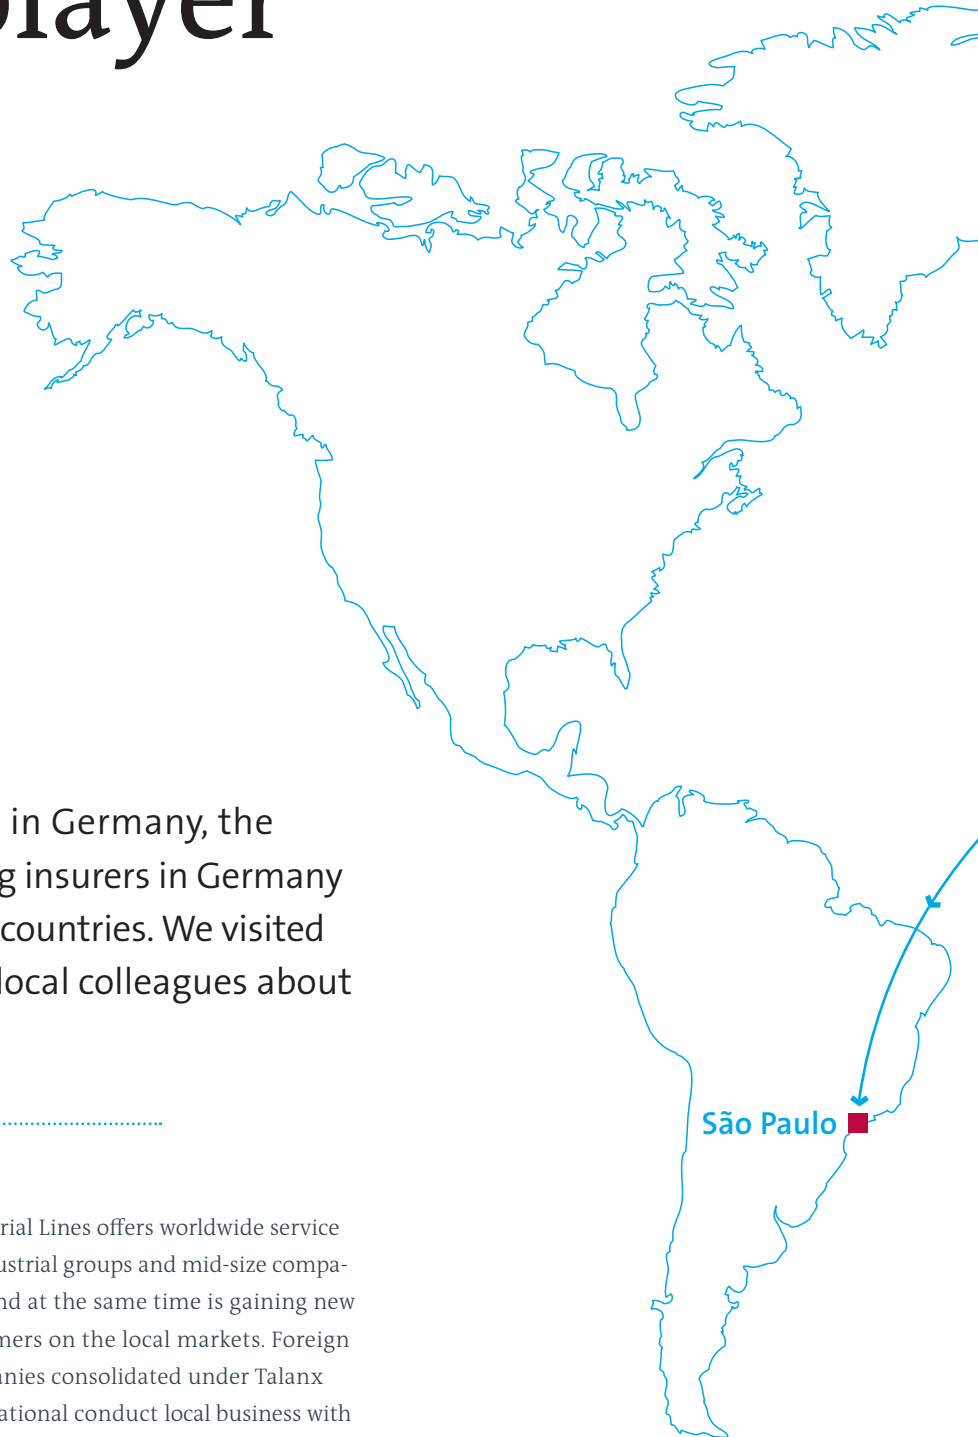 player
in Germany, the
g insurers in Germany
countries. We visited
local colleagues about
São Paulo
rial Lines offers worldwide service
ustrial groups and mid-size compa-
nd at the same time is gaining new
mers on the local markets. Foreign
anies consolidated under Talanx
ational conduct local business with